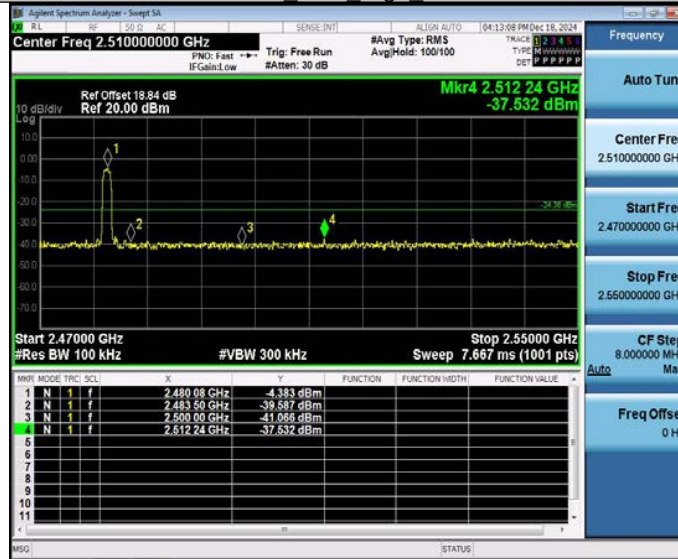 Agilent Spectrum Analyzer - Swept SA
RL RF 50 Ω AC SENSE:INT ALIGN AUTO 04:13:08 PM Dec 18, 2024
Center Freq 2.510000000 GHz
#Avg Type: RMS
Avg|Hold: 100/100
TRACE 1 2 3 4 5 6
TYPE M W W W W W
DET P P P P P P
PNO: Fast
IFGain:Low
Trig: Free Run
#Atten: 30 dB
Mkr4 2.512 24 GHz
-37.532 dBm
Ref Offset 18.84 dB
Ref 20.00 dBm
10 dB/div
Log
10.0
0.00
-10.0
-20.0
-30.0
-40.0
-50.0
-60.0
-70.0
1
2
3
4
Start 2.47000 GHz
Stop 2.55000 GHz
#Res BW 100 kHz
#VBW 300 kHz
Sweep 7.667 ms (1001 pts)
MKR MODE TRC SCL X Y FUNCTION FUNCTION WIDTH FUNCTION VALUE
1 N 1 f 2.480 08 GHz -4.383 dBm
2 N 1 f 2.483 50 GHz -39.587 dBm
3 N 1 f 2.500 00 GHz -41.066 dBm
4 N 1 f 2.512 24 GHz -37.532 dBm
5
6
7
8
9
10
11
MSG
STATUS
Frequency
Auto Tun
Center Fre
2.510000000 GH
Start Fre
2.470000000 GH
Stop Fre
2.550000000 GH
CF Ste
8.000000 MH
Auto Ma
Freq Offse
0 H